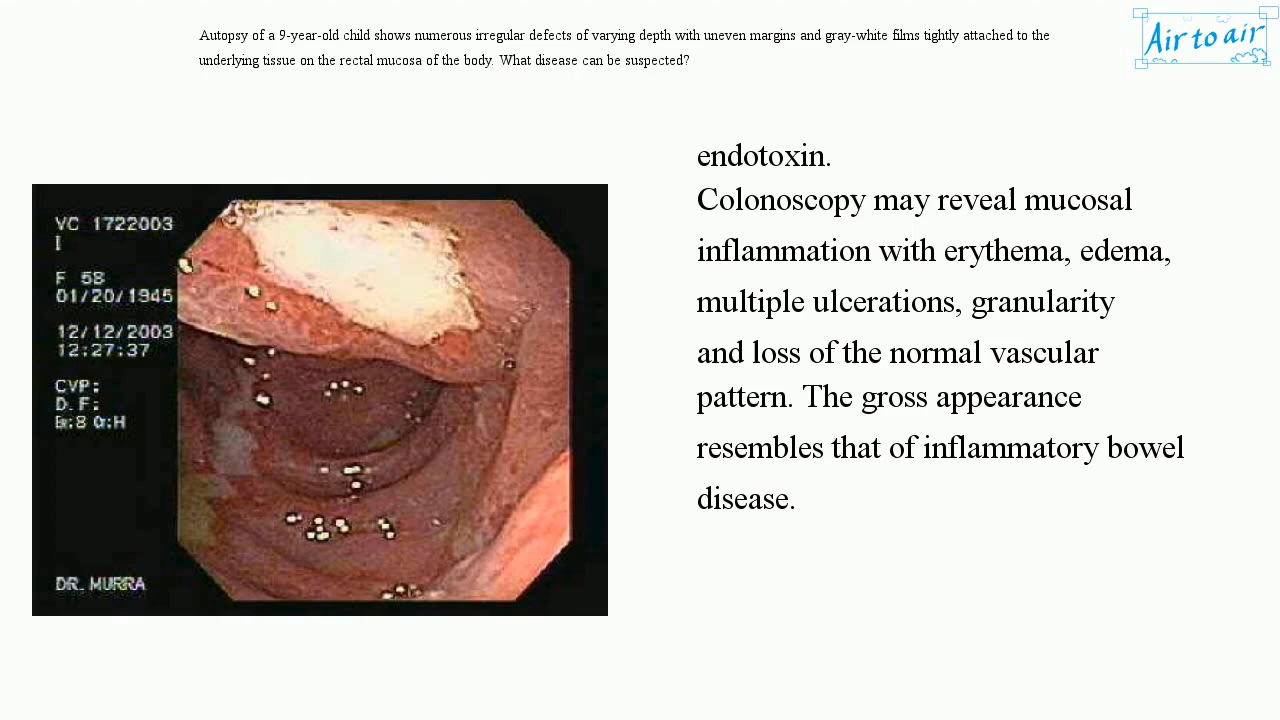 Autopsy of a 9-year-old child shows numerous irregular defects of varying depth with uneven margins and gray-white films tightly attached to the
underlying tissue on the rectal mucosa of the body. What disease can be suspected?
Air to air
endotoxin.
Colonoscopy may reveal mucosal
inflammation with erythema, edema,
multiple ulcerations, granularity
and loss of the normal vascular
pattern. The gross appearance
resembles that of inflammatory bowel
disease.
VC 1722003
I
F 58
01/20/1945
12/12/2003
12:27:37
CVP:
D.F:
DR. MURRA